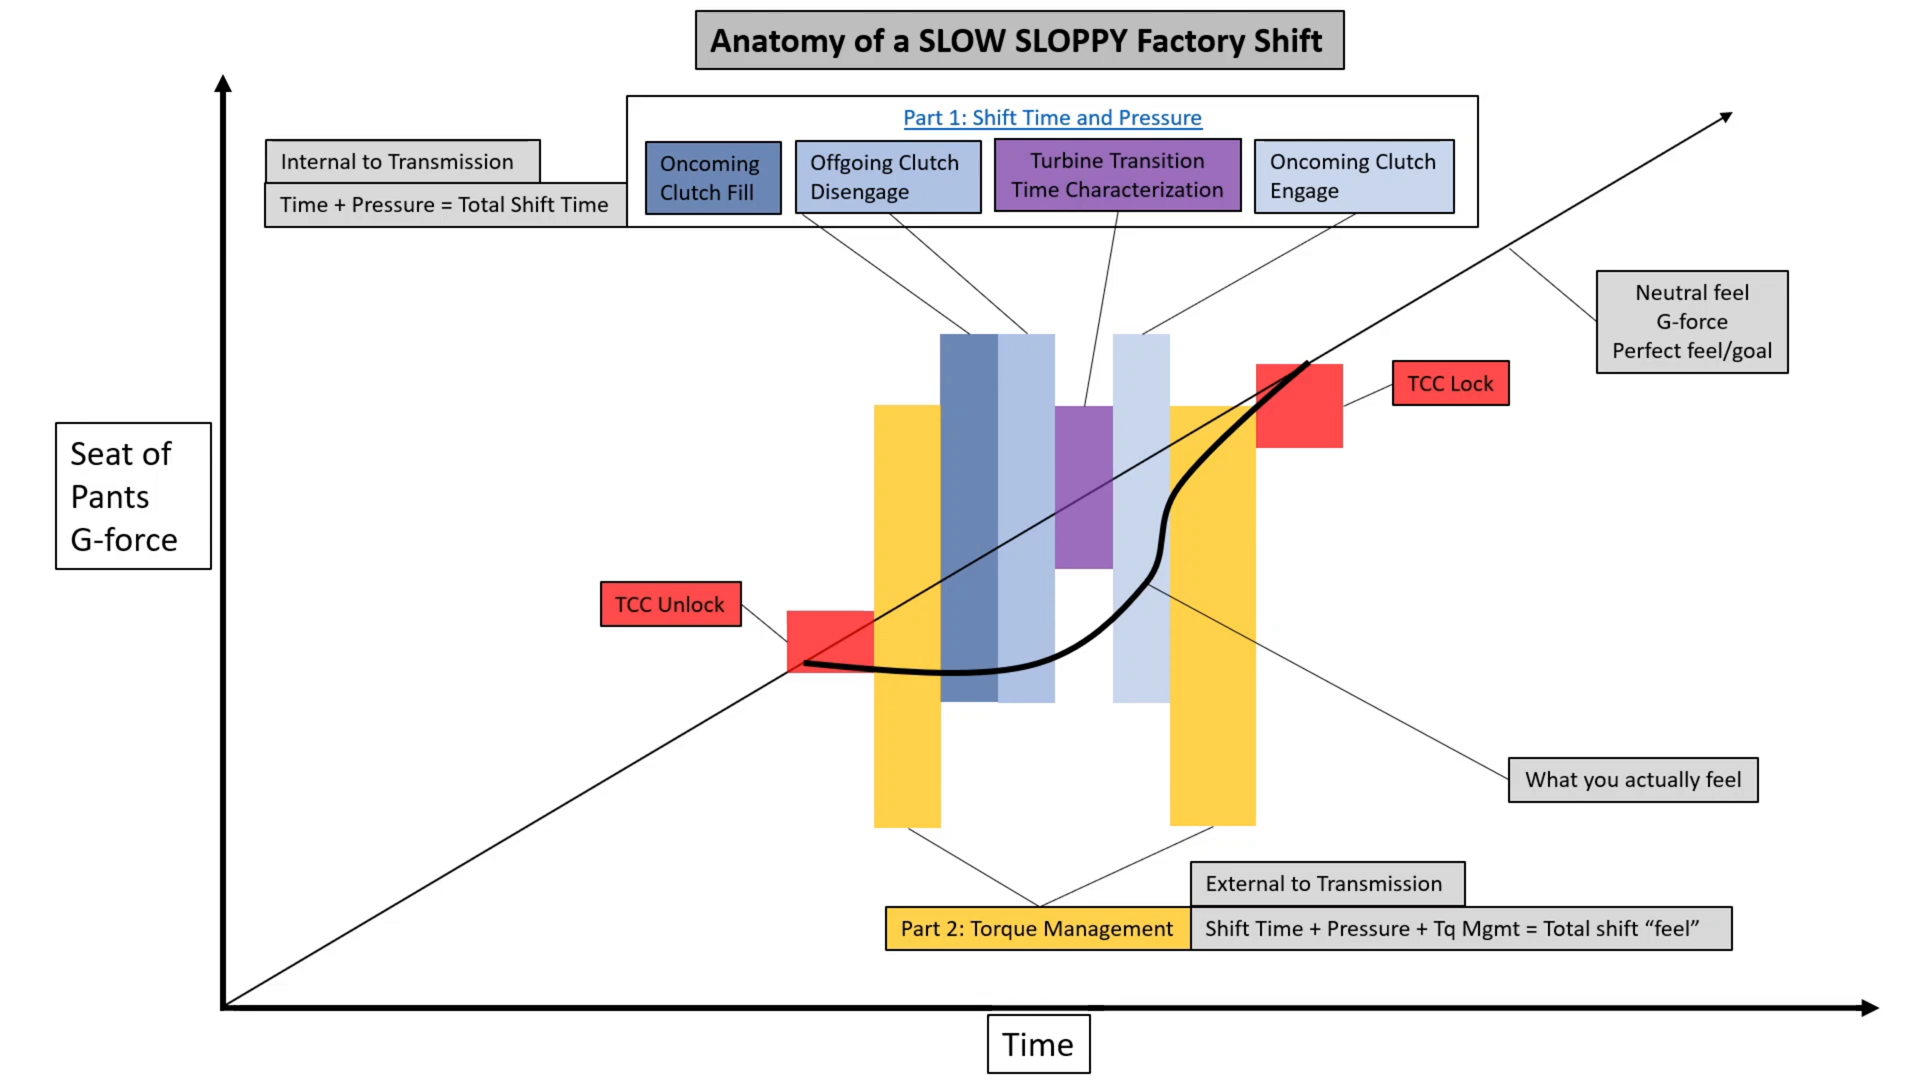 Anatomy of a SLOW SLOPPY Factory Shift
Part 1: Shift Time and Pressure
Internal to Transmission
Time + Pressure = Total Shift Time
Oncoming
Clutch Fill
Offgoing Clutch
Disengage
Turbine Transition
Time Characterization
Oncoming Clutch
Engage
Neutral feel
G-force
Perfect feel/goal
TCC Lock
Seat of
Pants
G-force
TCC Unlock
What you actually feel
External to Transmission
Part 2: Torque Management
Shift Time + Pressure + Tq Mgmt = Total shift “feel”
Time